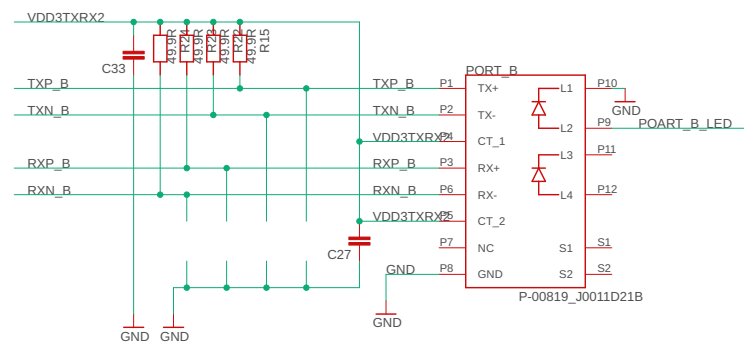 VDD3TXRX2
49.9R
R24
49.9R
R23
49.9R
R22
49.9R
R15
C33
PORT_B
TXP_B
TXP_B
P1
TX+
L1
P10
GND
TXN_B
TXN_B
P2
TX-
L2
P9
POART_B_LED
VDD3TXRX2
P4
CT_1
L3
P11
RXP_B
RXP_B
P3
RX+
RXN_B
RXN_B
P6
RX-
L4
P12
VDD3TXRX2
P5
CT_2
C27
P7
NC
S1
S1
GND
P8
GND
S2
S2
P-00819_J0011D21B
GND
GND
GND